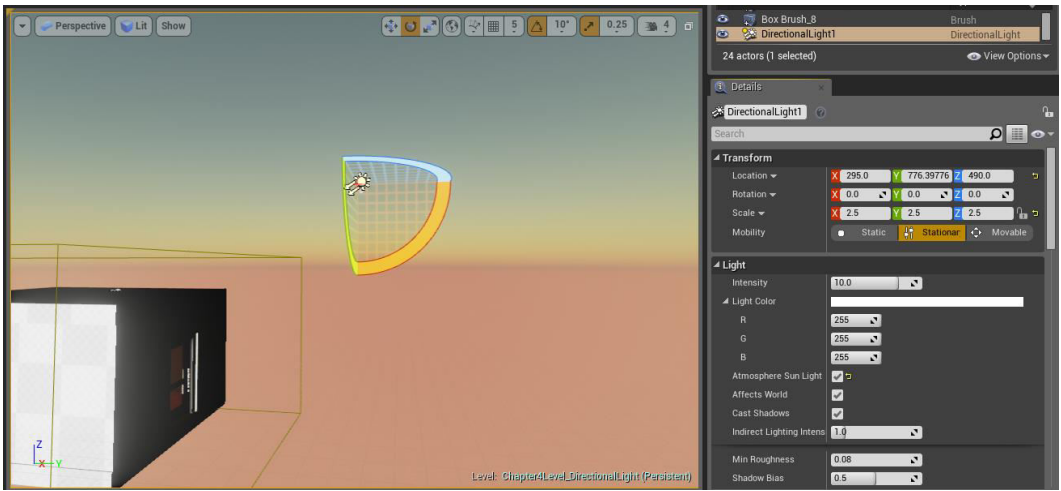 Perspective Lit Show 5 10° 0.25 4
Box Brush_8 Brush
DirectionalLight1 DirectionalLight
24 actors (1 selected) View Options
Details
DirectionalLight1
Search
Transform
Location X 295.0 Y 776.39776 Z 490.0
Rotation X 0.0 Y 0.0 Z 0.0
Scale X 2.5 Y 2.5 Z 2.5
Mobility Static Stationar Movable
Light
Intensity 10.0
Light Color
R 255
G 255
B 255
Atmosphere Sun Light
Affects World
Cast Shadows
Indirect Lighting Intens 1.0
Min Roughness 0.08
Shadow Bias 0.5
Z
X Y
Level: Chapter4Level_DirectionalLight (Persistent)